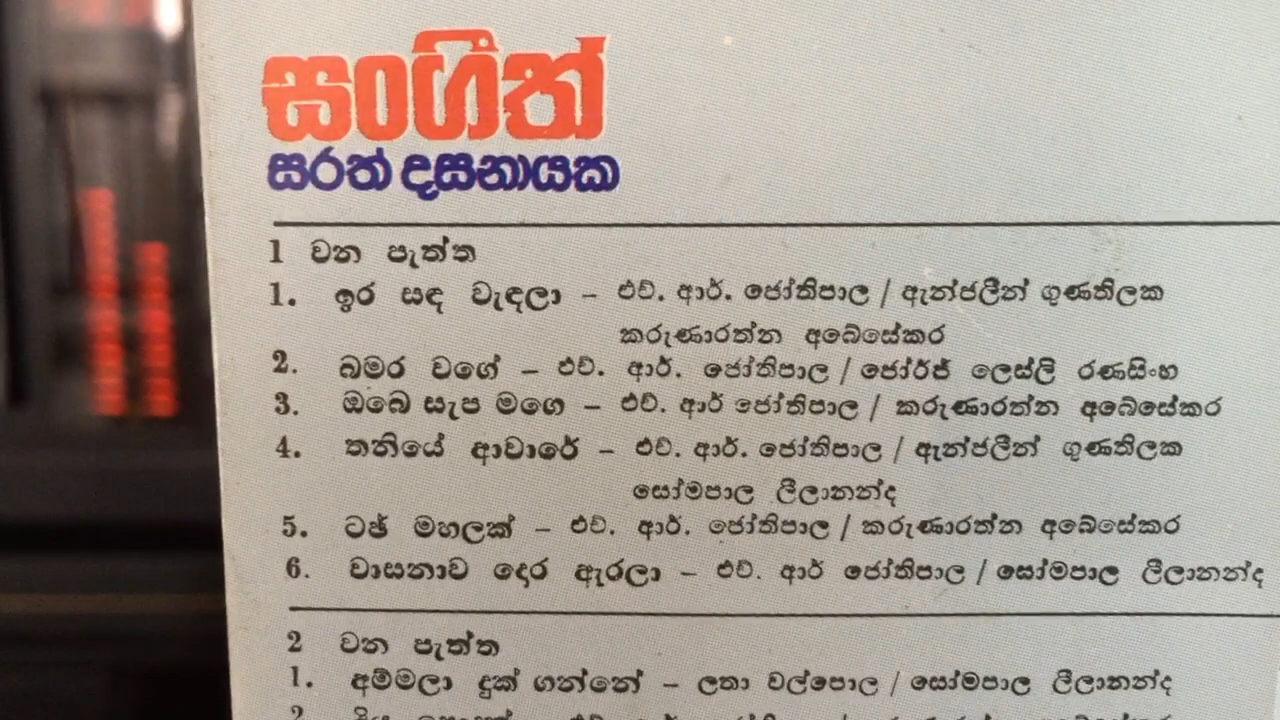 සංගීත්
සරත් දසනායක
1 වන පැත්ත
1. ඉර සඳ වැඳලා – එච්. ආර්. ජෝතිපාල / ඇන්ජලීන් ගුණතිලක
කරුණාරත්න අබේසේකර
2. බමර වගේ – එච්. ආර්. ජෝතිපාල / ජෝර්ජ් ලෙස්ලි රණසිංහ
3. ඔබෙ සැප මගෙ – එච්. ආර් ජෝතිපාල / කරුණාරත්න අබේසේකර
4. තනියේ ආවාරේ – එච්. ආර්. ජෝතිපාල / ඇන්ජලීන් ගුණතිලක
සෝමපාල ලීලානන්ද
5. ටඡ් මහලක් – එච්. ආර්. ජෝතිපාල / කරුණාරත්න අබේසේකර
6. වාසනාව දොර ඇරලා – එච්. ආර් ජෝතිපාල / සෝමපාල ලීලානන්ද
2 වන පැත්ත
1. අම්මලා දුක් ගන්නේ – ලතා වල්පොල / සෝමපාල ලීලානන්ද